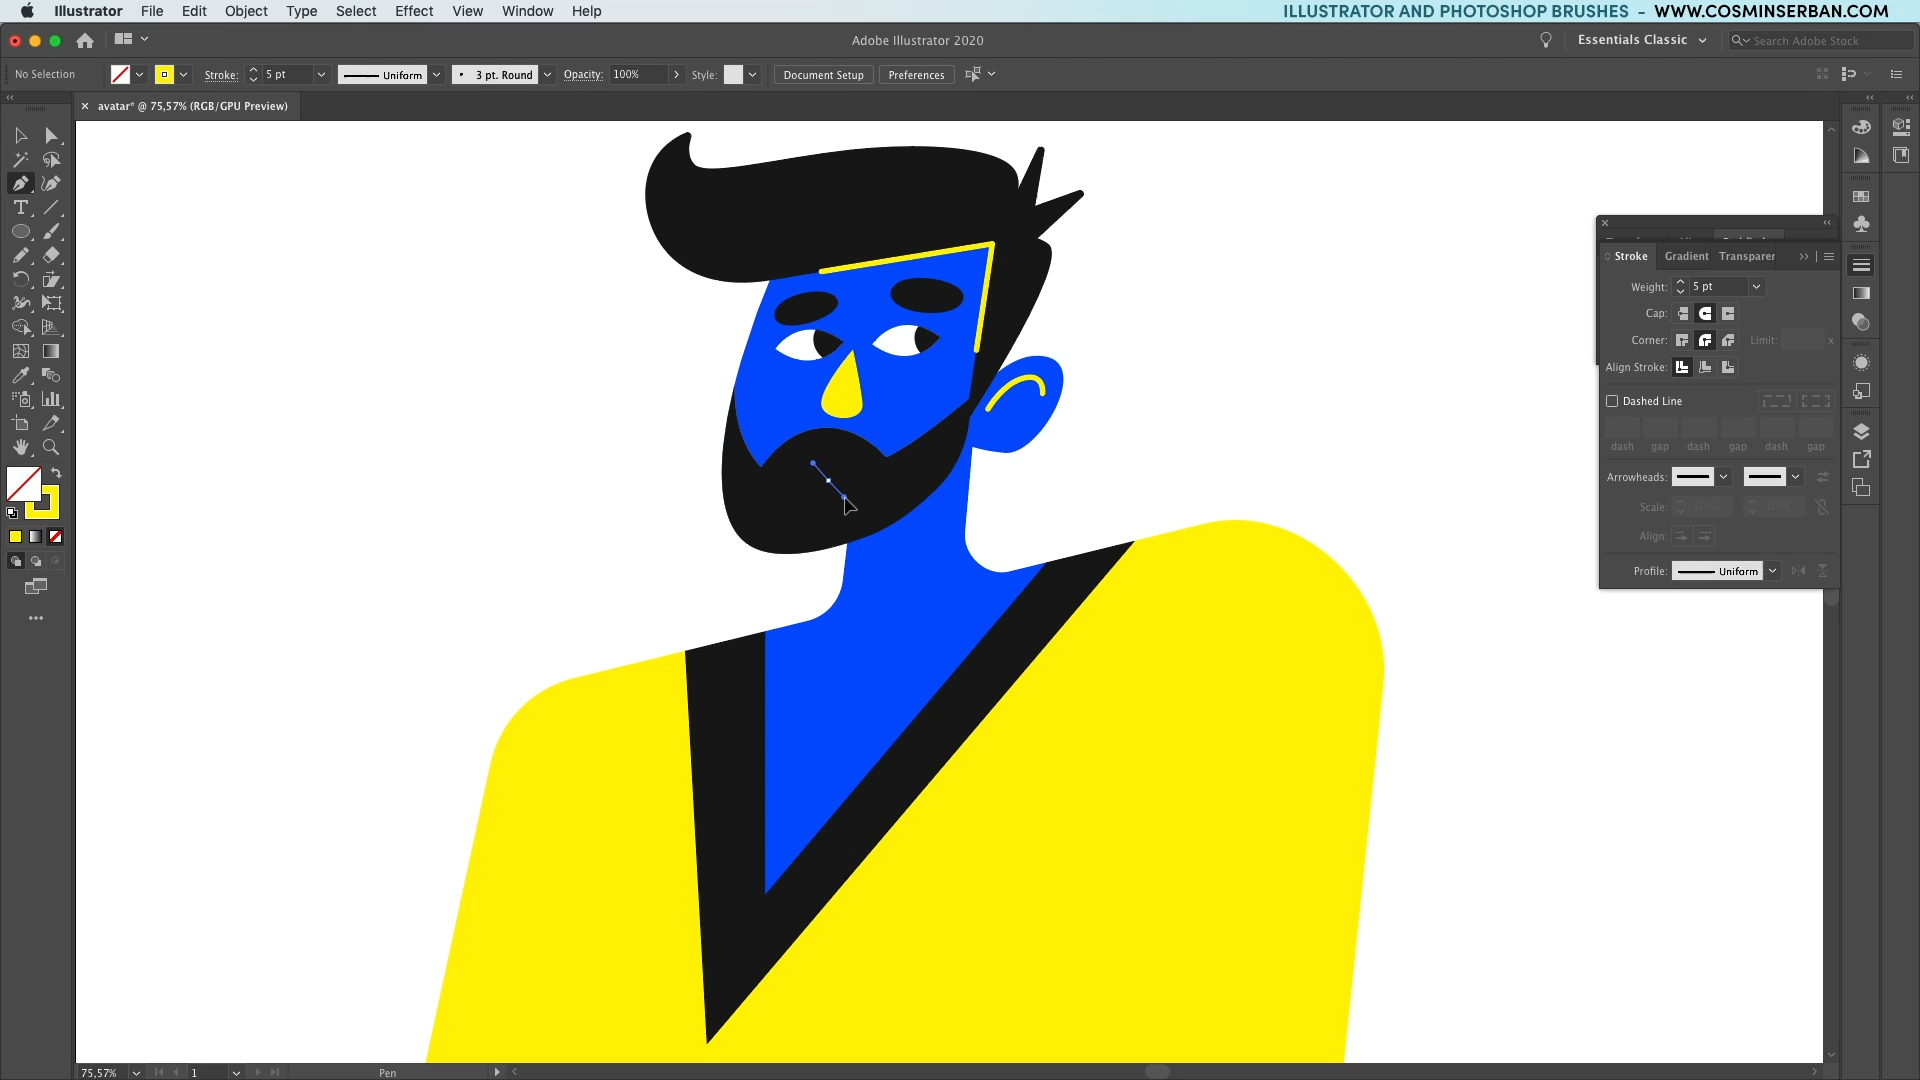 Illustrator File Edit Object Type Select Effect View Window Help
ILLUSTRATOR AND PHOTOSHOP BRUSHES - WWW.COSMINSERBAN.COM
Adobe Illustrator 2020
Essentials Classic
Search Adobe Stock
No Selection
Stroke: 5 pt
Uniform
3 pt. Round
Opacity: 100%
Style:
Document Setup
Preferences
avatar* @ 75,57% (RGB/GPU Preview)
Stroke Gradient Transparer
Weight: 5 pt
Cap:
Corner: Limit: x
Align Stroke:
Dashed Line
dash gap dash gap dash gap
Arrowheads:
Scale: 100% 100%
Align:
Profile: Uniform
75,57% 1 Pen